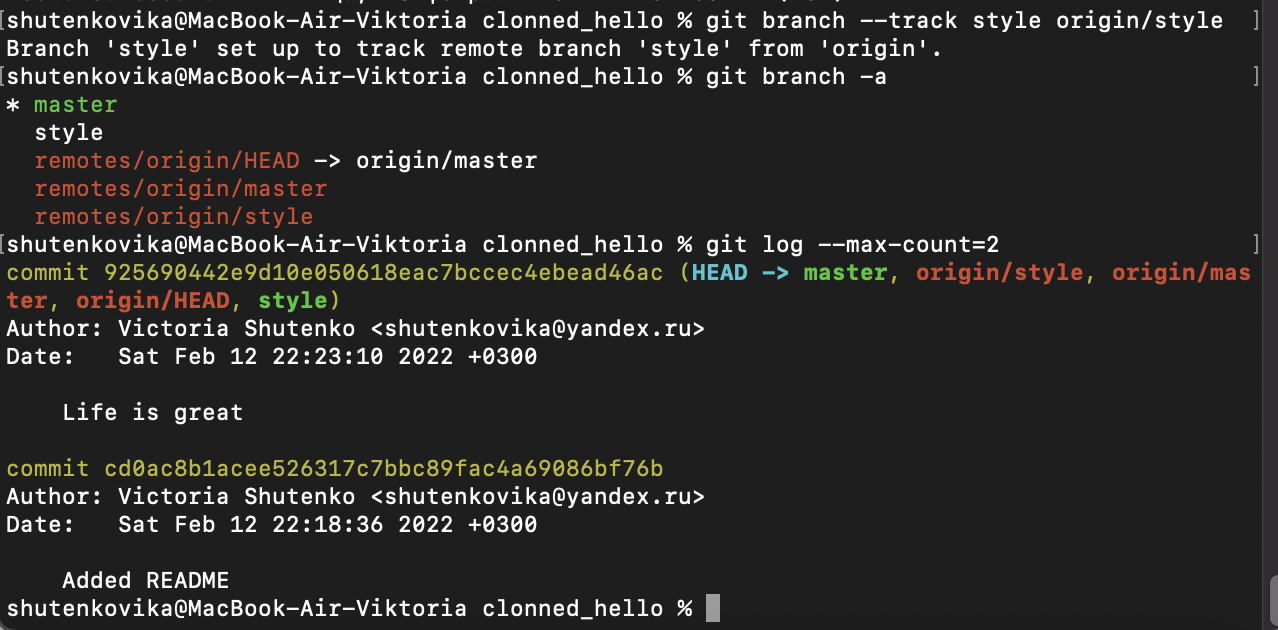 [shutenkovika@MacBook-Air-Viktoria clonned_hello % git branch --track style origin/style ]
Branch 'style' set up to track remote branch 'style' from 'origin'.
[shutenkovika@MacBook-Air-Viktoria clonned_hello % git branch -a ]
* master
  style
  remotes/origin/HEAD -> origin/master
  remotes/origin/master
  remotes/origin/style
[shutenkovika@MacBook-Air-Viktoria clonned_hello % git log --max-count=2 ]
commit 925690442e9d10e050618eac7bccec4ebead46ac (HEAD -> master, origin/style, origin/mas
ter, origin/HEAD, style)
Author: Victoria Shutenko <shutenkovika@yandex.ru>
Date:   Sat Feb 12 22:23:10 2022 +0300
    Life is great
commit cd0ac8b1acee526317c7bbc89fac4a69086bf76b
Author: Victoria Shutenko <shutenkovika@yandex.ru>
Date:   Sat Feb 12 22:18:36 2022 +0300
    Added README
shutenkovika@MacBook-Air-Viktoria clonned_hello %